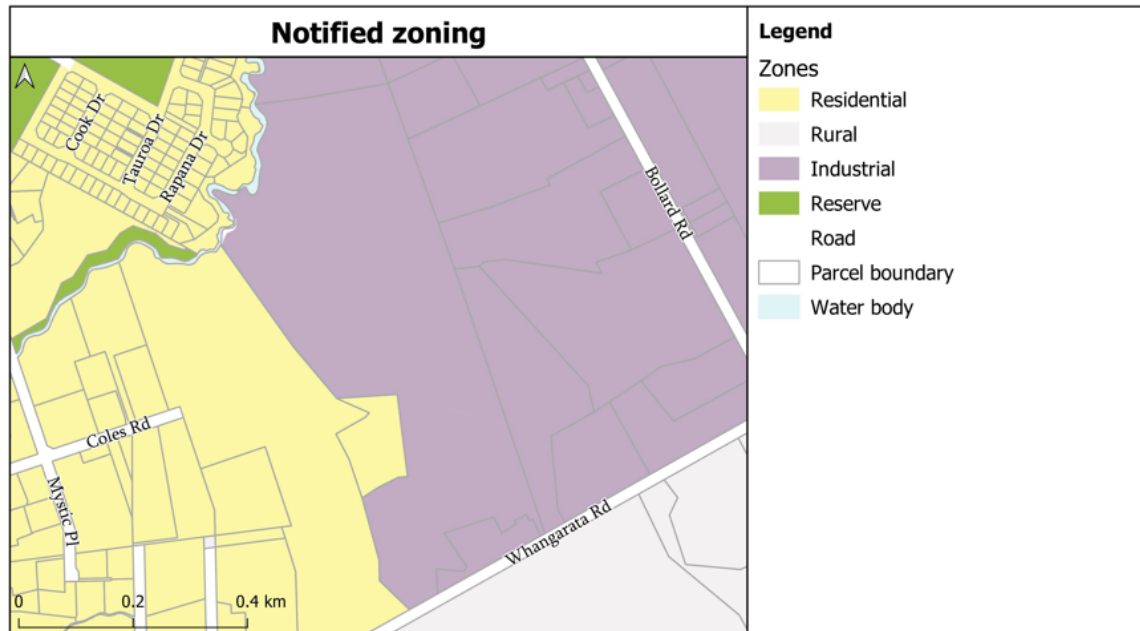 Notified zoning
Cook Dr
Tauroa Dr
Rapana Dr
Bollard Rd
Coles Rd
Mystic Pl
Whangarata Rd
0 0.2 0.4 km
Legend
Zones
Residential
Rural
Industrial
Reserve
Road
Parcel boundary
Water body